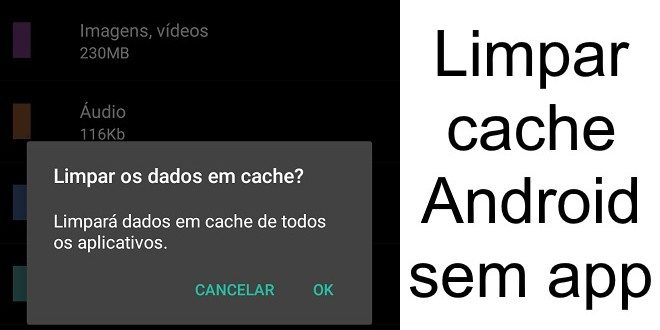 Imagens, vídeos
230MB
Áudio
116Kb
Limpar os dados em cache?
Limpará dados em cache de todos
os aplicativos.
CANCELAR OK
Limpar
cache
Android
sem app